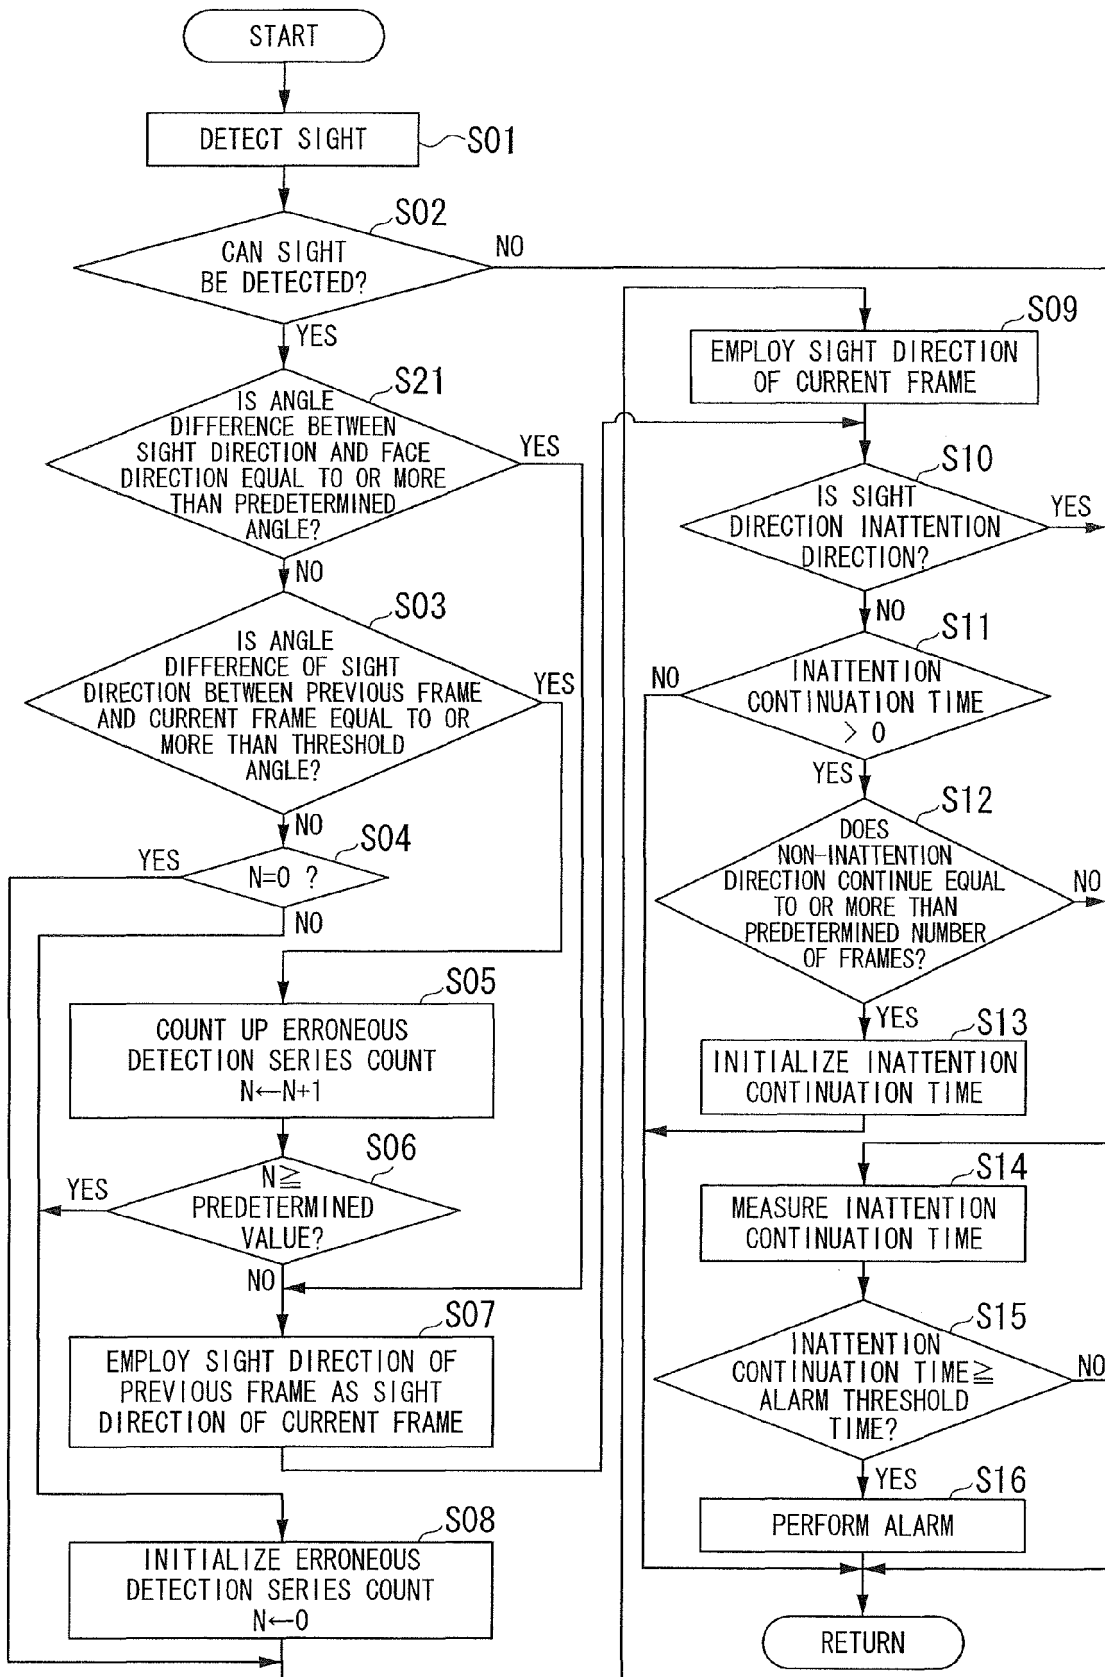 START
DETECT SIGHT
S01
S02
CAN SIGHT
BE DETECTED?
NO
YES
S21
IS ANGLE
DIFFERENCE BETWEEN
SIGHT DIRECTION AND FACE
DIRECTION EQUAL TO OR MORE
THAN PREDETERMINED
ANGLE?
YES
NO
S03
IS ANGLE
DIFFERENCE OF SIGHT
DIRECTION BETWEEN PREVIOUS FRAME
AND CURRENT FRAME EQUAL TO OR
MORE THAN THRESHOLD
ANGLE?
YES
NO
S04
YES
N=0 ?
NO
S05
COUNT UP ERRONEOUS
DETECTION SERIES COUNT
N←N+1
S06
YES
N≧
PREDETERMINED
VALUE?
NO
S07
EMPLOY SIGHT DIRECTION OF
PREVIOUS FRAME AS SIGHT
DIRECTION OF CURRENT FRAME
S08
INITIALIZE ERRONEOUS
DETECTION SERIES COUNT
N←0
S09
EMPLOY SIGHT DIRECTION
OF CURRENT FRAME
S10
IS SIGHT
DIRECTION INATTENTION
DIRECTION?
YES
NO
S11
NO
INATTENTION
CONTINUATION TIME
> 0
YES
S12
DOES
NON-INATTENTION
DIRECTION CONTINUE EQUAL
TO OR MORE THAN
PREDETERMINED NUMBER
OF FRAMES?
NO
YES
S13
INITIALIZE INATTENTION
CONTINUATION TIME
S14
MEASURE INATTENTION
CONTINUATION TIME
S15
INATTENTION
CONTINUATION TIME≧
ALARM THRESHOLD
TIME?
NO
YES
S16
PERFORM ALARM
RETURN